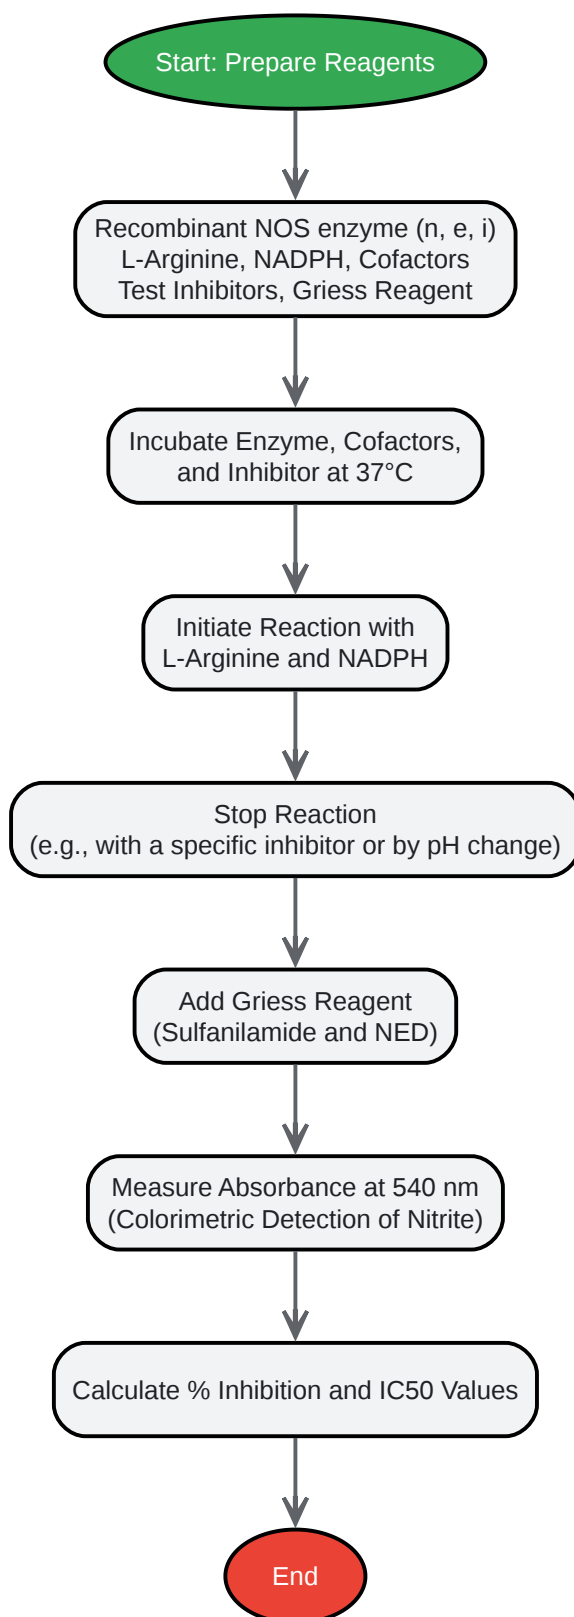 Start: Prepare Reagents
Recombinant NOS enzyme (n, e, i)
L-Arginine, NADPH, Cofactors
Test Inhibitors, Griess Reagent
Incubate Enzyme, Cofactors,
and Inhibitor at 37°C
Initiate Reaction with
L-Arginine and NADPH
Stop Reaction
(e.g., with a specific inhibitor or by pH change)
Add Griess Reagent
(Sulfanilamide and NED)
Measure Absorbance at 540 nm
(Colorimetric Detection of Nitrite)
Calculate % Inhibition and IC50 Values
End